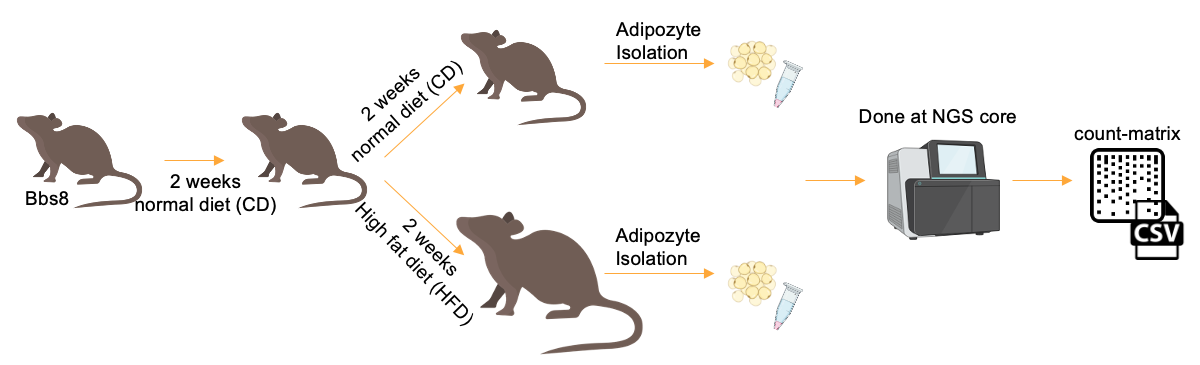 Bbs8
2 weeks
normal diet (CD)
2 weeks
normal diet (CD)
2 weeks
High fat diet (HFD)
Adipozyte
Isolation
Adipozyte
Isolation
Done at NGS core
count-matrix
CSV